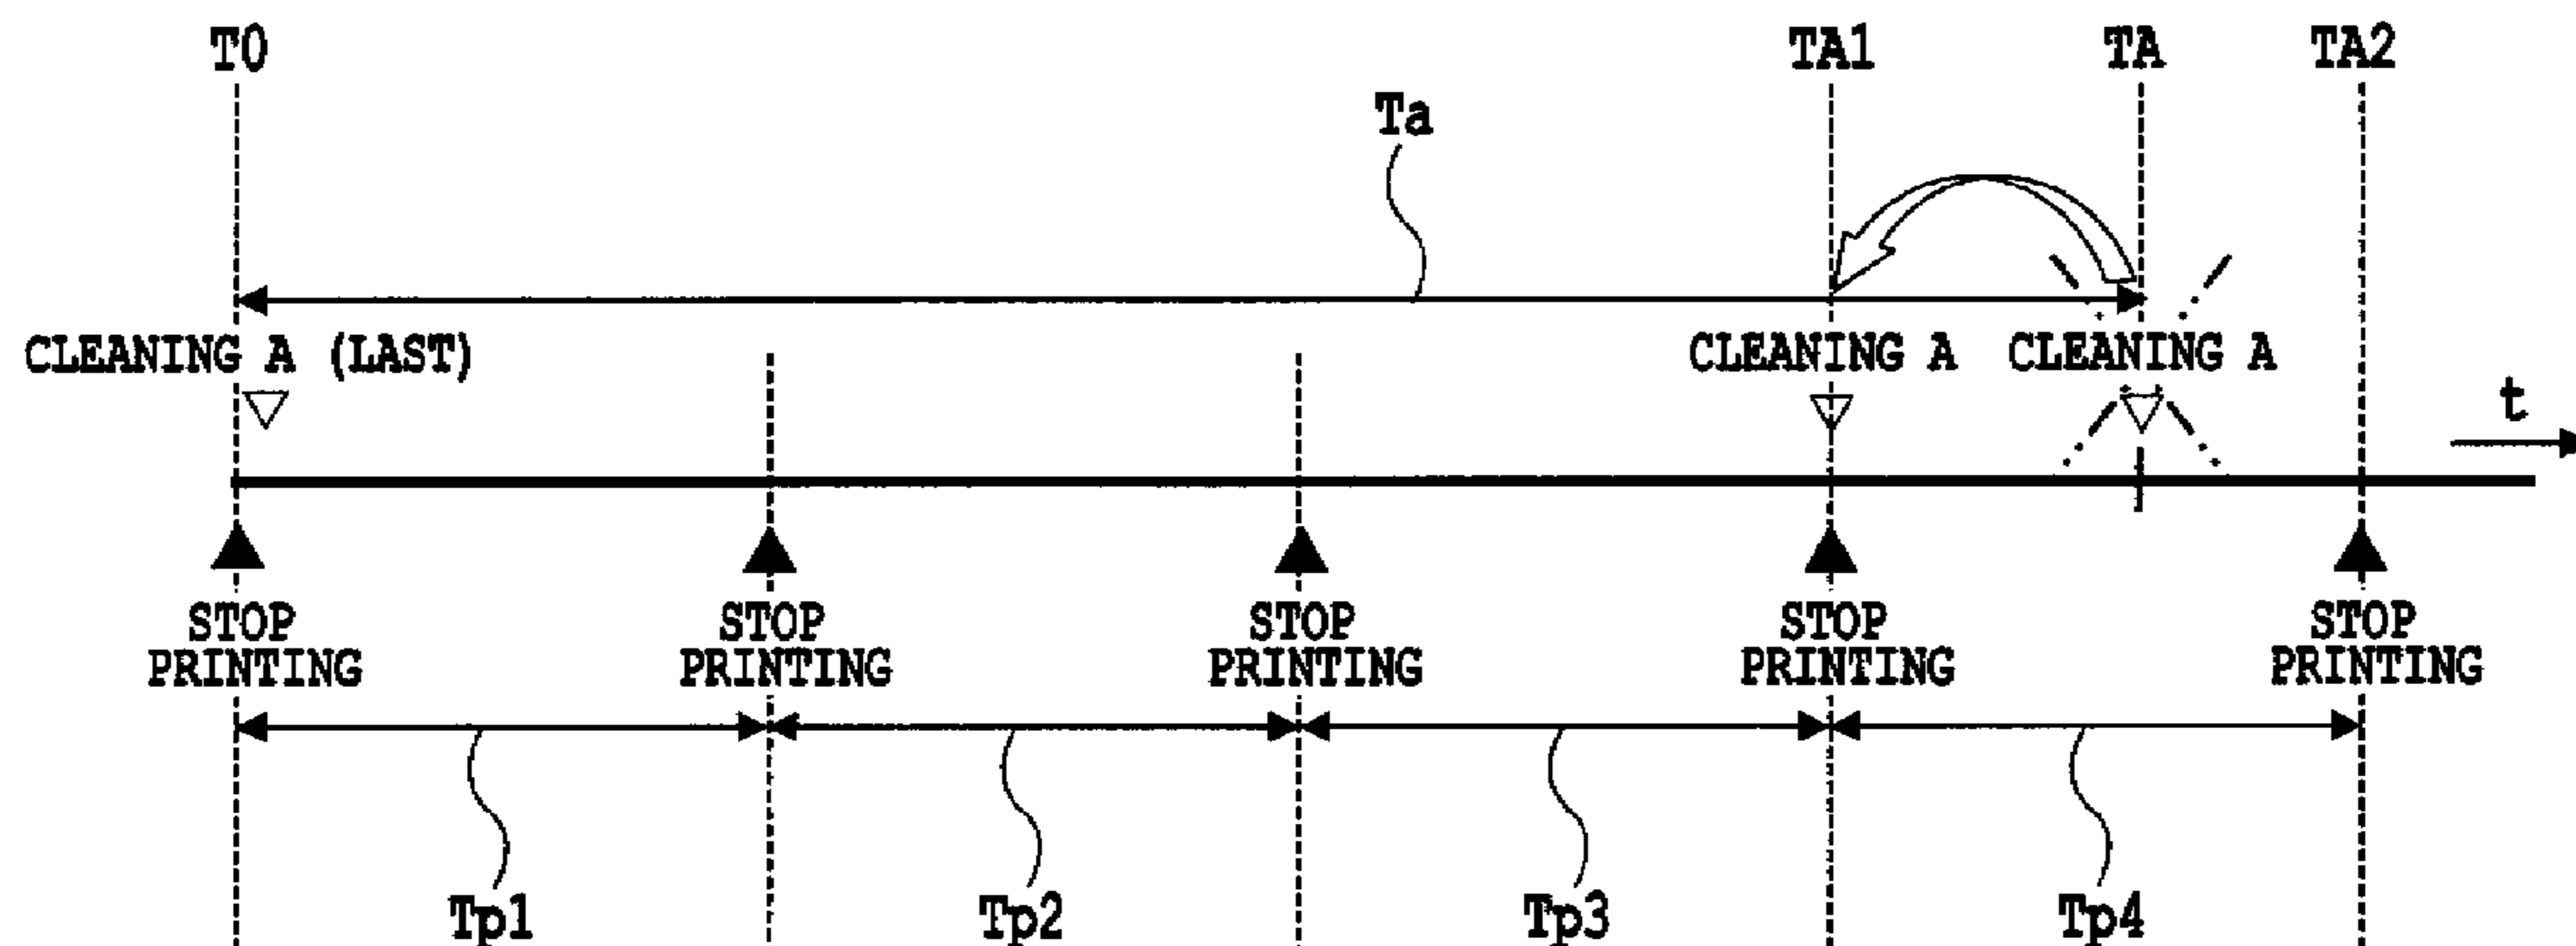 T0 TA1 TA TA2
Ta
CLEANING A (LAST) CLEANING A CLEANING A
t
STOP PRINTING
STOP PRINTING
STOP PRINTING
STOP PRINTING
STOP PRINTING
Tp1 Tp2 Tp3 Tp4